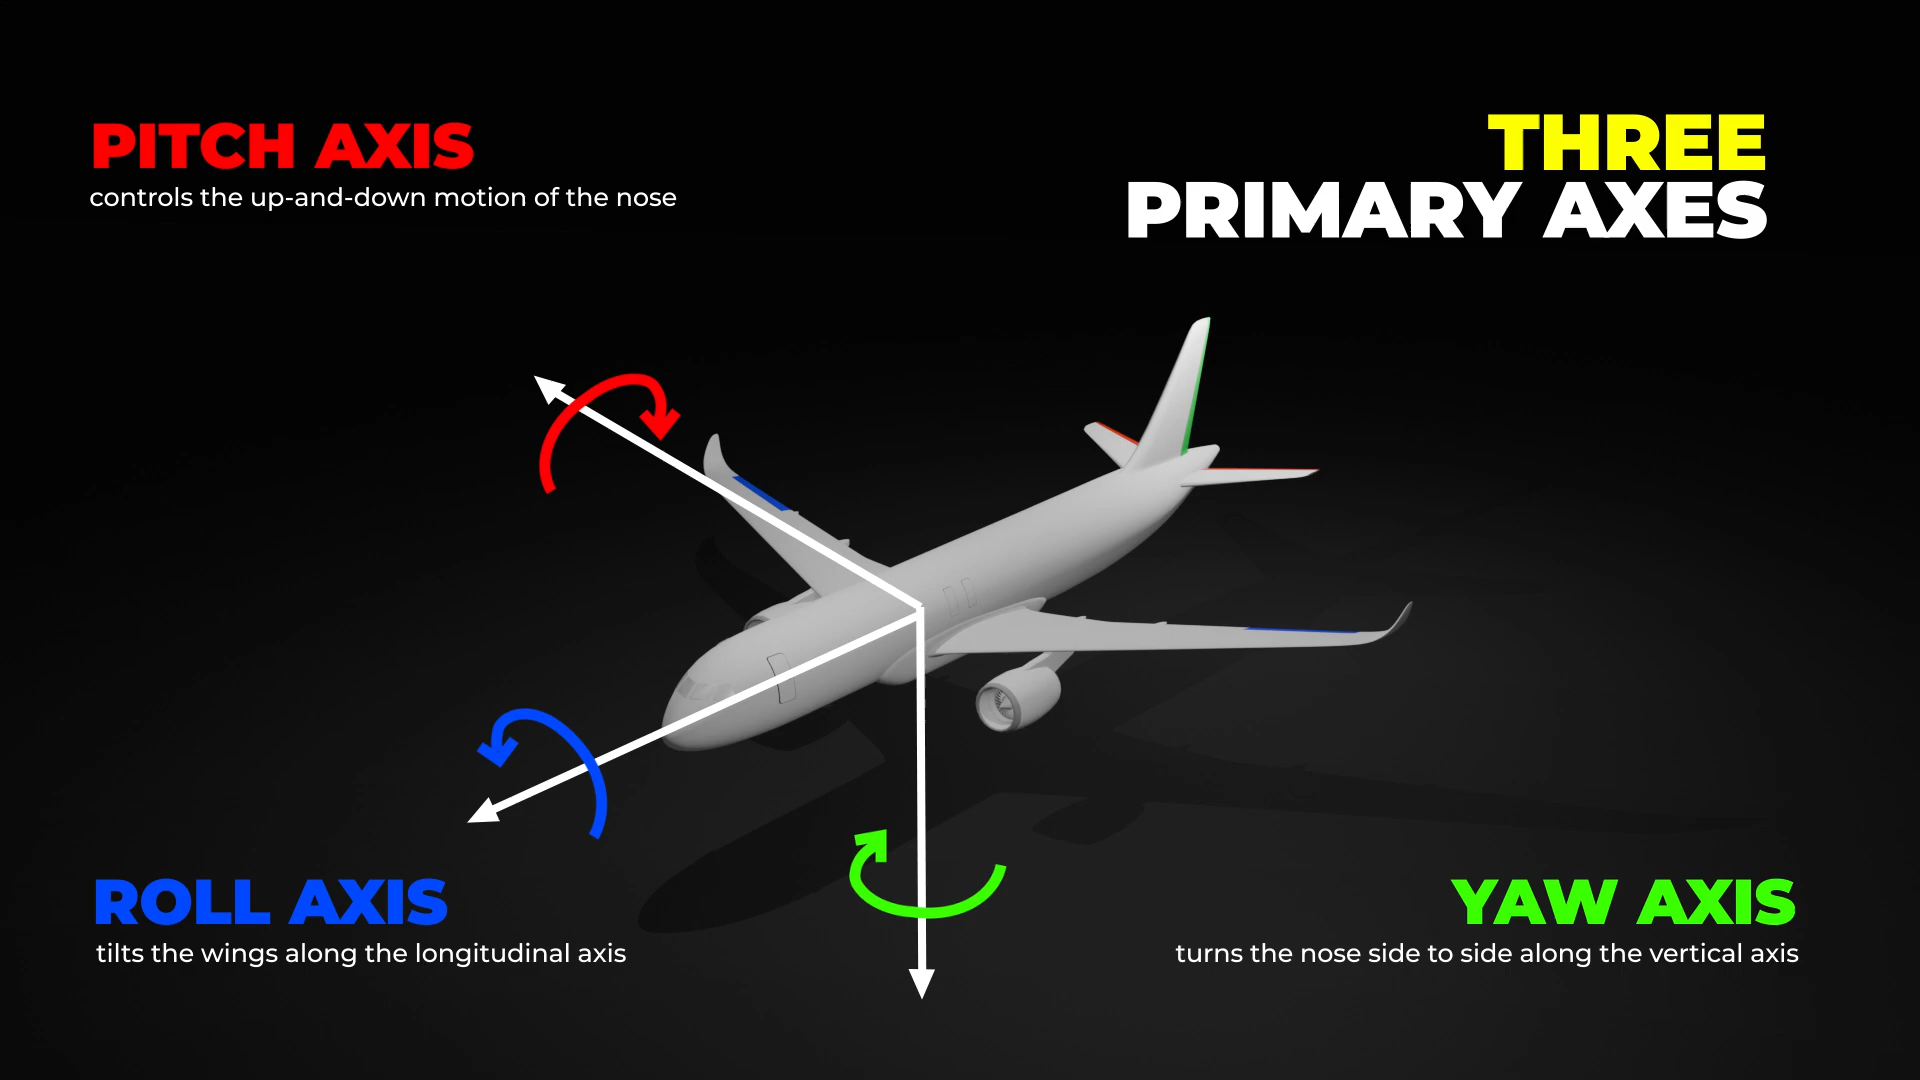 PITCH AXIS
controls the up-and-down motion of the nose
THREE
PRIMARY AXES
ROLL AXIS
tilts the wings along the longitudinal axis
YAW AXIS
turns the nose side to side along the vertical axis